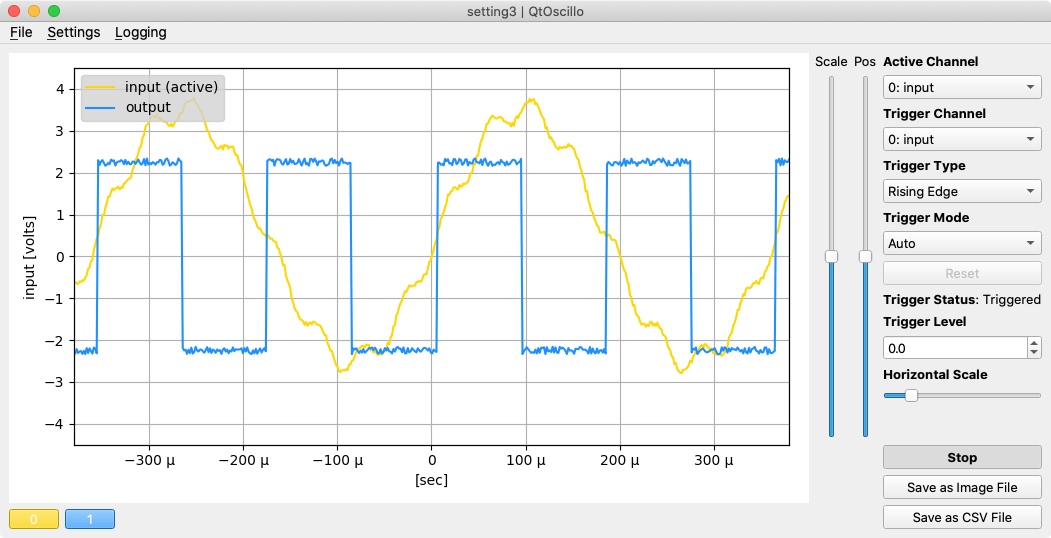 setting3 | QtOscillo
File Settings Logging
input (active)
output
4
3
2
1
0
−1
−2
−3
−4
input [volts]
−300 μ −200 μ −100 μ 0 100 μ 200 μ 300 μ
[sec]
0 1
Scale Pos
Active Channel
0: input
Trigger Channel
0: input
Trigger Type
Rising Edge
Trigger Mode
Auto
Reset
Trigger Status: Triggered
Trigger Level
0.0
Horizontal Scale
Stop
Save as Image File
Save as CSV File